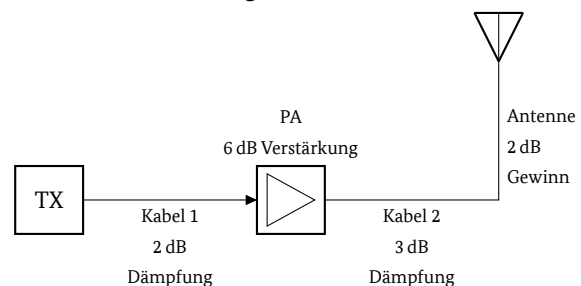 PA
6 dB Verstärkung
Antenne
2 dB
Gewinn
TX
Kabel 1
2 dB
Dämpfung
Kabel 2
3 dB
Dämpfung